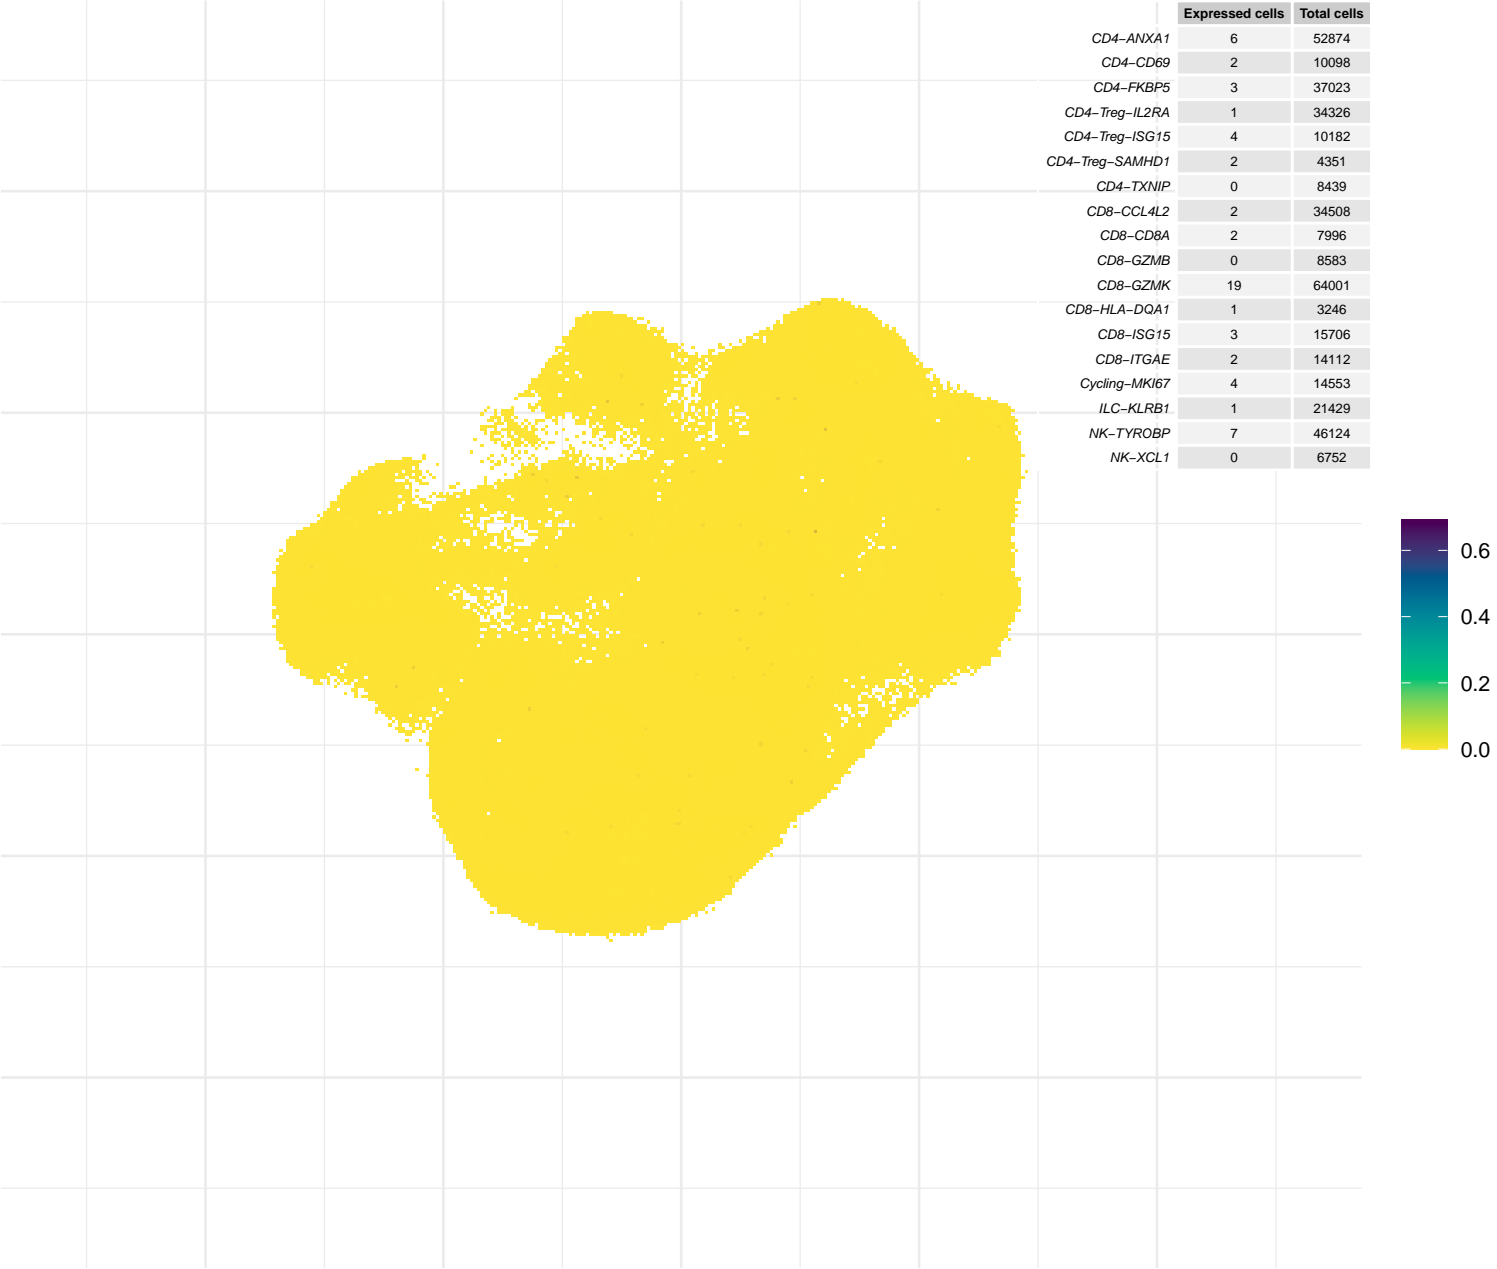 Expressed cells Total cells
CD4−ANXA1 6 52874
CD4−CD69 2 10098
CD4−FKBP5 3 37023
CD4−Treg−IL2RA 1 34326
CD4−Treg−ISG15 4 10182
CD4−Treg−SAMHD1 2 4351
CD4−TXNIP 0 8439
CD8−CCL4L2 2 34508
CD8−CD8A 2 7996
CD8−GZMB 0 8583
CD8−GZMK 19 64001
CD8−HLA−DQA1 1 3246
CD8−ISG15 3 15706
CD8−ITGAE 2 14112
Cycling−MKI67 4 14553
ILC−KLRB1 1 21429
NK−TYROBP 7 46124
NK−XCL1 0 6752
0.6
0.4
0.2
0.0